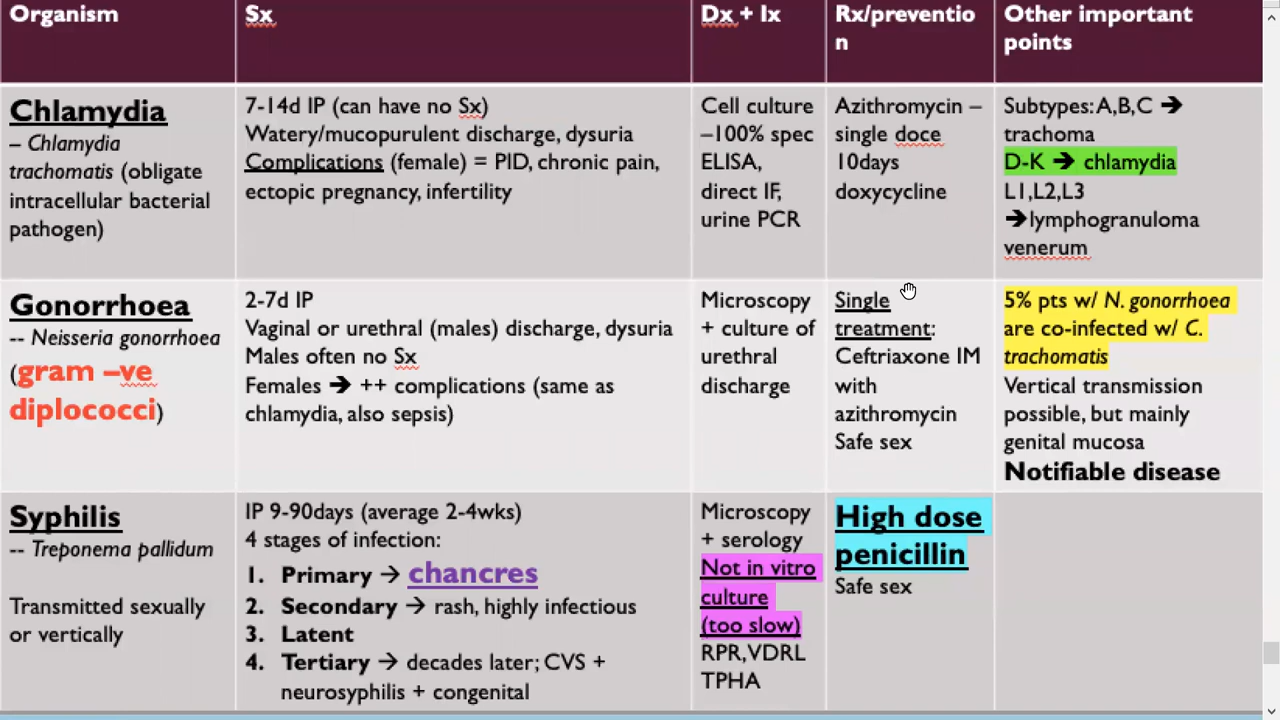 Organism
Sx
Dx + Ix
Rx/preventio
n
Other important
points
Chlamydia
– Chlamydia
trachomatis (obligate
intracellular bacterial
pathogen)
7-14d IP (can have no Sx)
Watery/mucopurulent discharge, dysuria
Complications (female) = PID, chronic pain,
ectopic pregnancy, infertility
Cell culture
–100% spec
ELISA,
direct IF,
urine PCR
Azithromycin –
single doce
10days
doxycycline
Subtypes: A,B,C ➔
trachoma
D-K ➔ chlamydia
L1,L2,L3
➔lymphogranuloma
venerum
Gonorrhoea
-- Neisseria gonorrhoea
(gram –ve
diplococci)
2-7d IP
Vaginal or urethral (males) discharge, dysuria
Males often no Sx
Females ➔ ++ complications (same as
chlamydia, also sepsis)
Microscopy
+ culture of
urethral
discharge
Single
treatment:
Ceftriaxone IM
with
azithromycin
Safe sex
5% pts w/ N. gonorrhoea
are co-infected w/ C.
trachomatis
Vertical transmission
possible, but mainly
genital mucosa
Notifiable disease
Syphilis
-- Treponema pallidum
Transmitted sexually
or vertically
IP 9-90days (average 2-4wks)
4 stages of infection:
1. Primary → chancres
2. Secondary → rash, highly infectious
3. Latent
4. Tertiary → decades later; CVS +
neurosyphilis + congenital
Microscopy
+ serology
Not in vitro
culture
(too slow)
RPR, VDRL
TPHA
High dose
penicillin
Safe sex